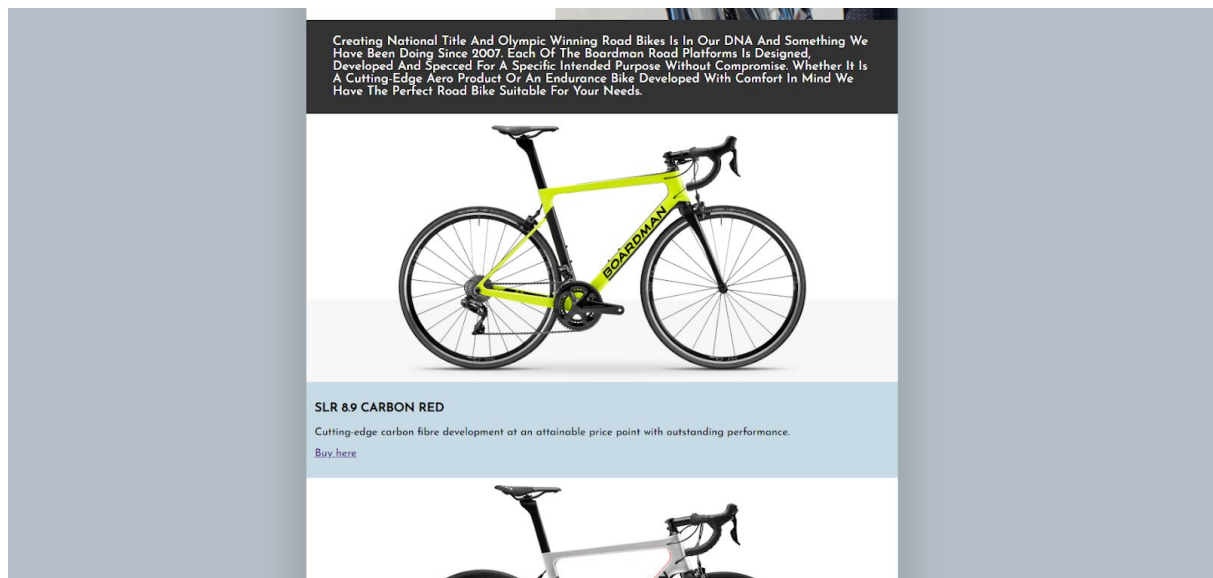 Creating National Title And Olympic Winning Road Bikes Is In Our DNA And Something We
Have Been Doing Since 2007. Each Of The Boardman Road Platforms Is Designed,
Developed And Specced For A Specific Intended Purpose Without Compromise. Whether It Is
A Cutting-Edge Aero Product Or An Endurance Bike Developed With Comfort In Mind We
Have The Perfect Road Bike Suitable For Your Needs.
BOARDMAN
SLR 8.9 CARBON RED
Cutting-edge carbon fibre development at an attainable price point with outstanding performance.
Buy here